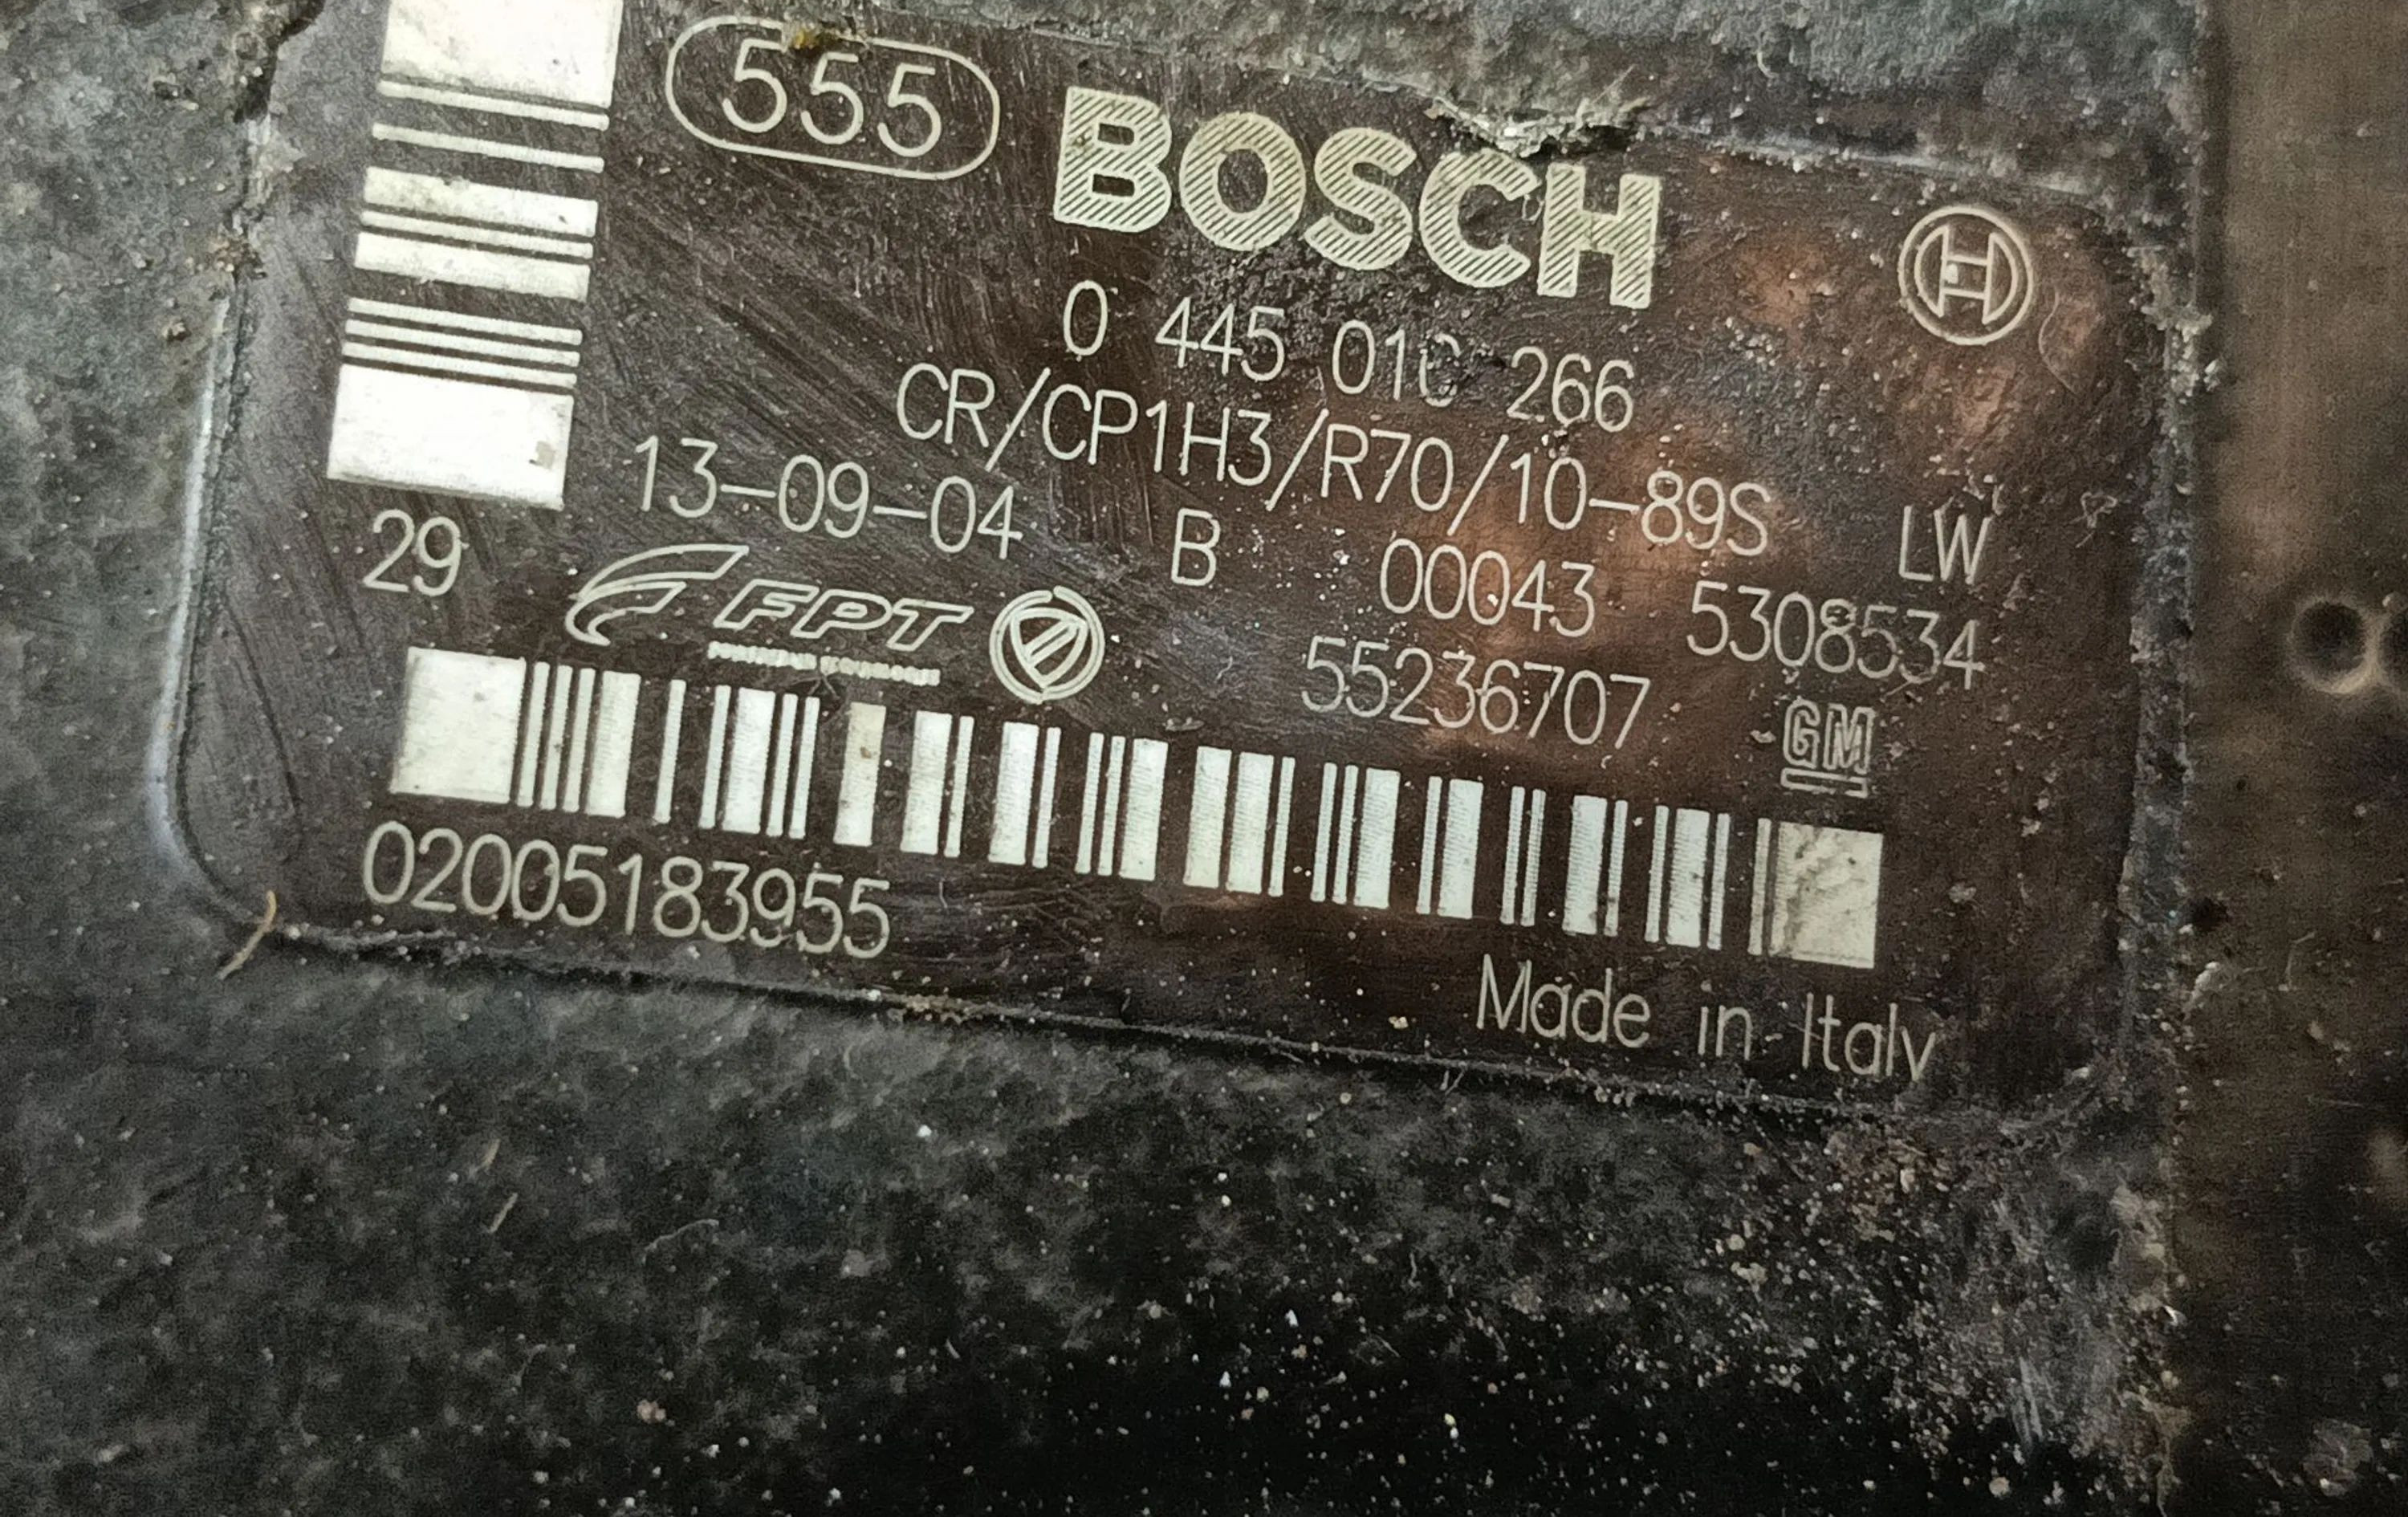 555
BOSCH
0 445 010 266
CR/CP1H3/R70/10-89S LW
13-09-04 B 00043 5308534
29 FPT 55236707 GM
02005183955
Made in Italy